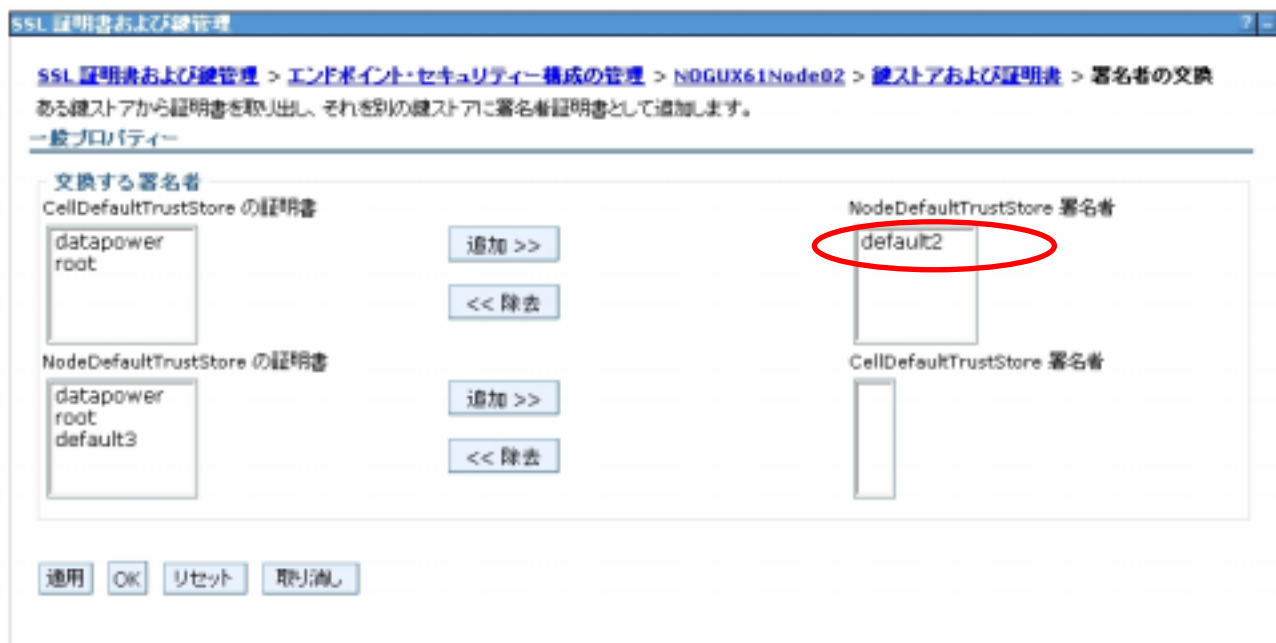 SSL 証明書および鍵管理 ? -
SSL 証明書および鍵管理 > エンドポイント・セキュリティー構成の管理 > NOGUX61Node02 > 鍵ストアおよび証明書 > 署名者の交換
ある鍵ストアから証明書を取り出し、それを別の鍵ストアに署名者証明書として追加します。
一般プロパティー
交換する署名者
CellDefaultTrustStore の証明書
datapower
root
追加 >>
<< 除去
NodeDefaultTrustStore 署名者
default2
NodeDefaultTrustStore の証明書
datapower
root
default3
追加 >>
<< 除去
CellDefaultTrustStore 署名者
適用 OK リセット 取り消し